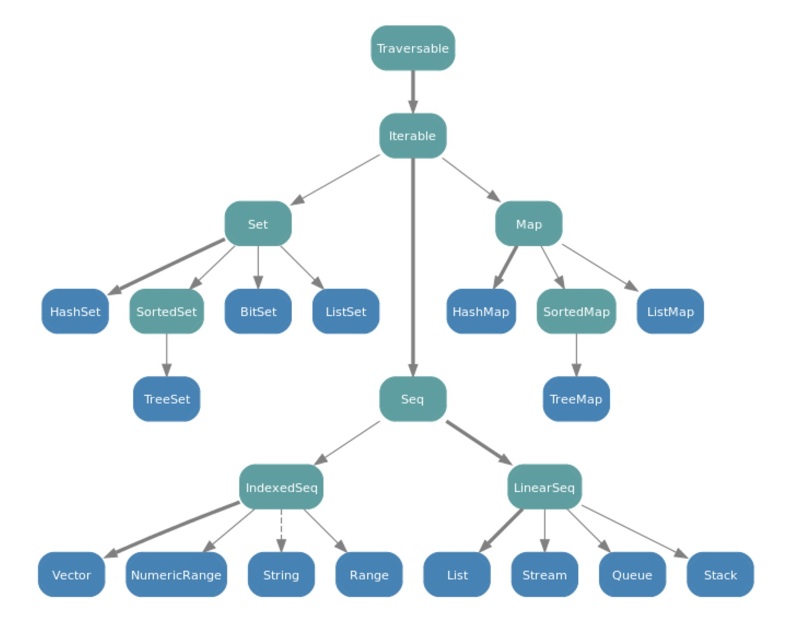 Traversable
Iterable
Set
Map
HashSet
SortedSet
BitSet
ListSet
HashMap
SortedMap
ListMap
TreeSet
Seq
TreeMap
IndexedSeq
LinearSeq
Vector
NumericRange
String
Range
List
Stream
Queue
Stack